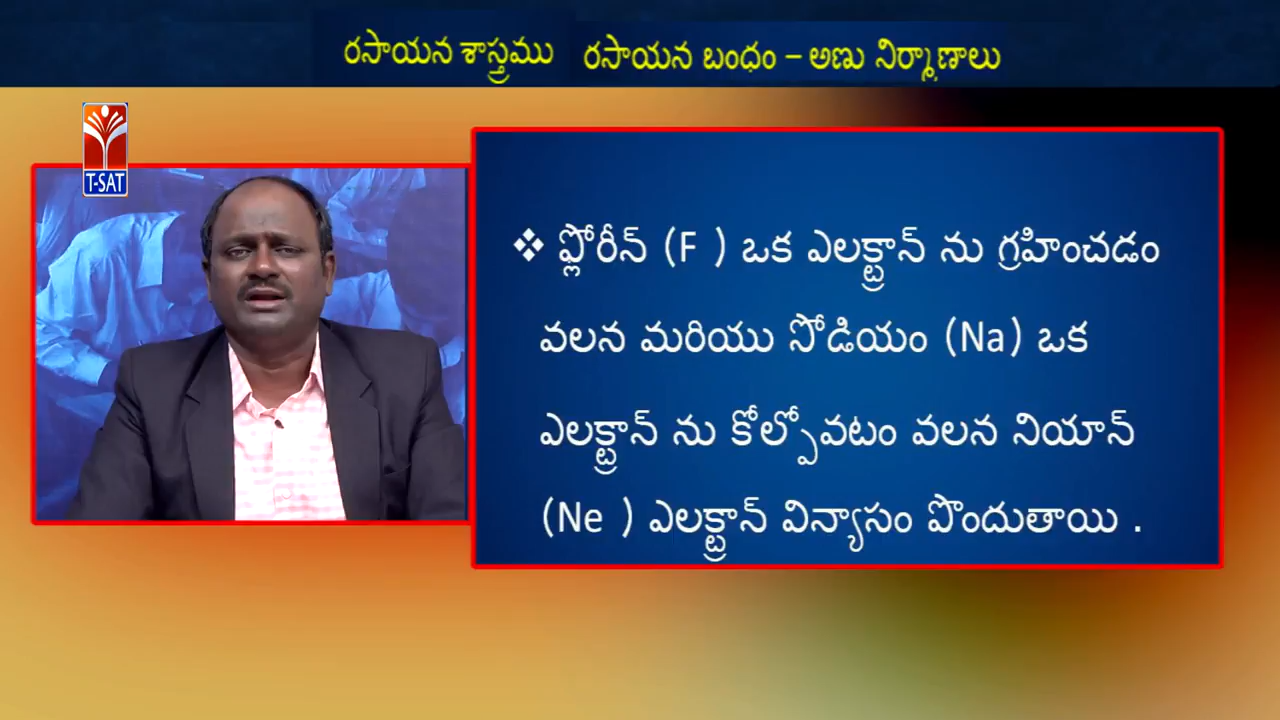 రసాయన శాస్త్రము రసాయన బంధం – అణు నిర్మాణాలు
T-SAT
❖ ఫ్లోరీన్ (F ) ఒక ఎలక్ట్రాన్ ను గ్రహించడం
వలన మరియు సోడియం (Na) ఒక
ఎలక్ట్రాన్ ను కోల్పోవటం వలన నియాన్
(Ne ) ఎలక్ట్రాన్ విన్యాసం పొందుతాయి .